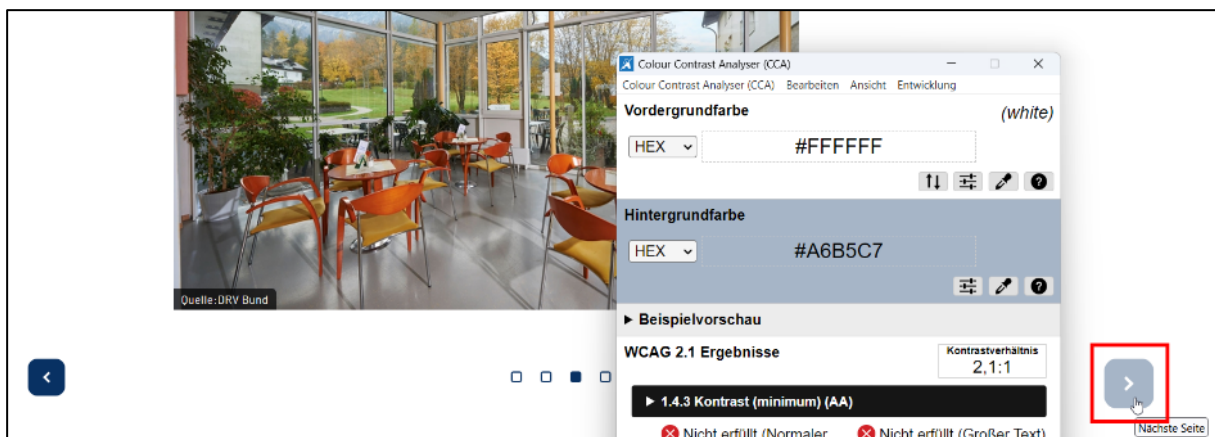 Colour Contrast Analyser (CCA)
Colour Contrast Analyser (CCA) Bearbeiten Ansicht Entwicklung
Vordergrundfarbe (white)
HEX #FFFFFF
Hintergrundfarbe
HEX #A6B5C7
Quelle: DRV Bund
▶ Beispielvorschau
WCAG 2.1 Ergebnisse
Kontrastverhältnis
2,1:1
▶ 1.4.3 Kontrast (minimum) (AA)
Nicht erfüllt (Normaler
Nicht erfüllt (Großer Text)
Nächste Seite